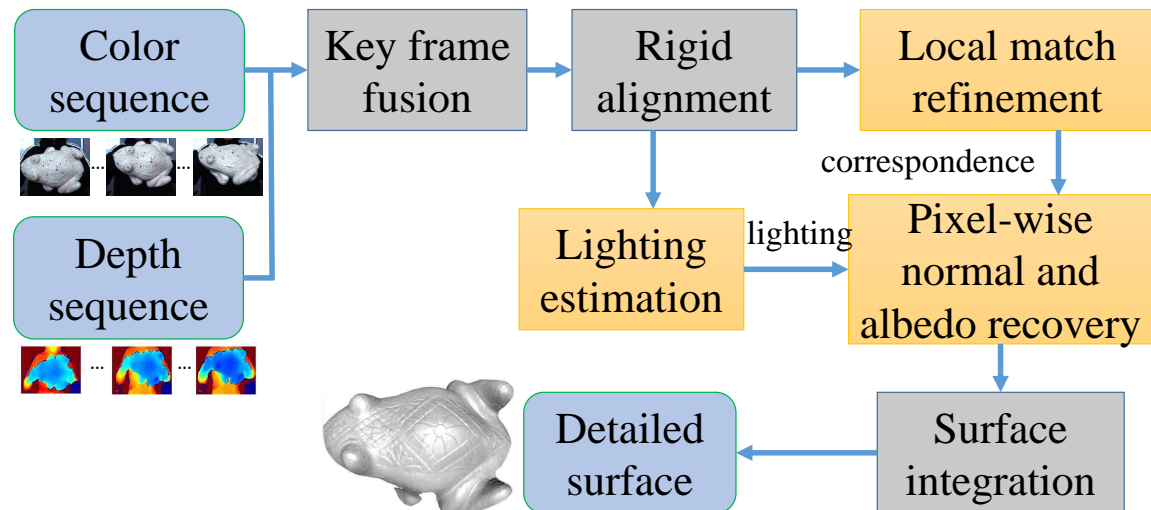 Color
sequence
... ...
Depth
sequence
... ...
Key frame
fusion
Rigid
alignment
Local match
refinement
correspondence
Lighting
estimation
lighting
Pixel-wise
normal and
albedo recovery
Surface
integration
Detailed
surface